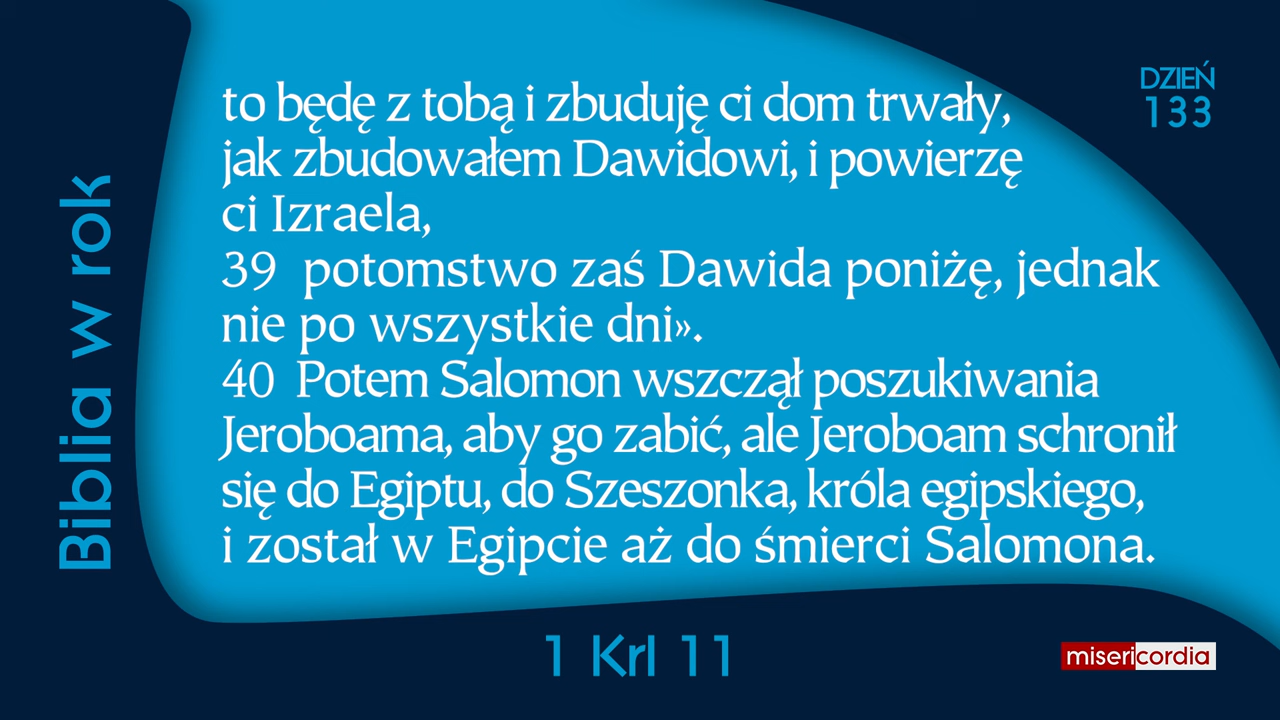 DZIEŃ
133
to będę z tobą i zbuduję ci dom trwały,
jak zbudowałem Dawidowi, i powierzę
ci Izraela,
39 potomstwo zaś Dawida poniżę, jednak
nie po wszystkie dni».
40 Potem Salomon wszczął poszukiwania
Jeroboama, aby go zabić, ale Jeroboam schronił
się do Egiptu, do Szeszonka, króla egipskiego,
i został w Egipcie aż do śmierci Salomona.
Biblia w rok
1 Krl 11
misericordia